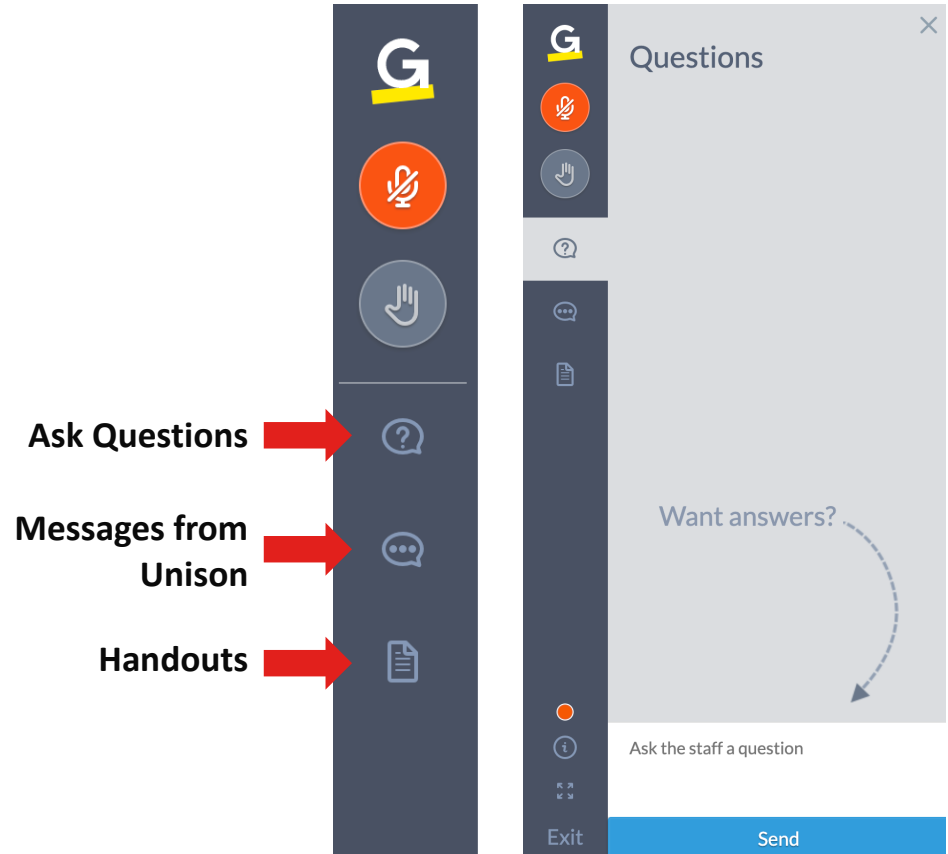 G
Ask Questions
Messages from
Unison
Handouts
G
Questions
Want answers?
Ask the staff a question
Exit
Send